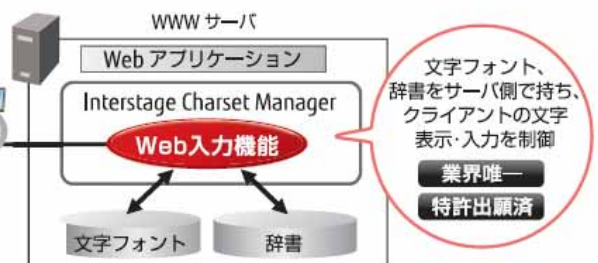 WWW サーバ
Web アプリケーション
Interstage Charset Manager
Web入力機能
文字フォント
辞書
文字フォント、
辞書をサーバ側で持ち、
クライアントの文字
表示・入力を制御
業界唯一
特許出願済